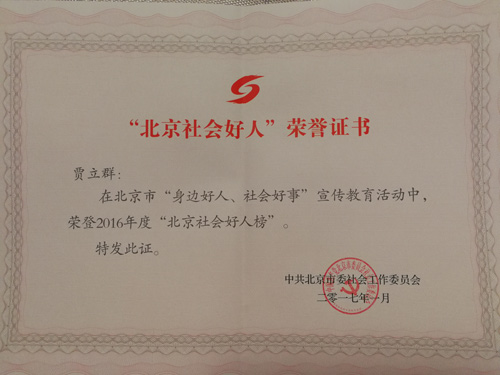 “北京社会好人”荣誉证书
贾立群：
在北京市“身边好人、社会好事”宣传教育活动中，
荣登2016年度“北京社会好人榜”。
特发此证。
中共北京市委社会工作委员会
二〇一七年一月